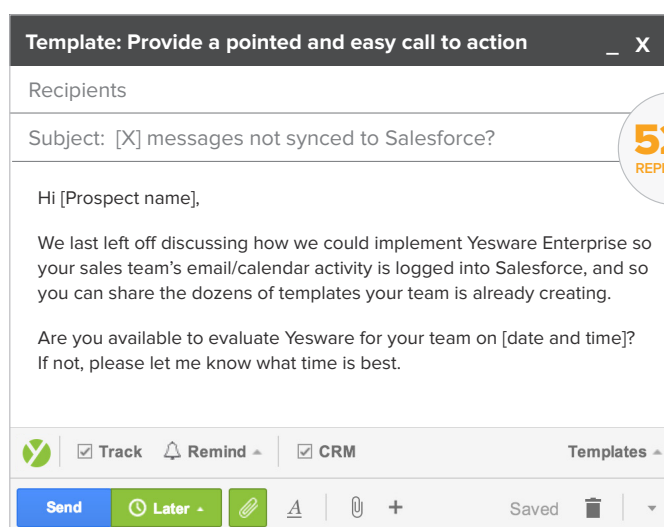 Template: Provide a pointed and easy call to action _ X
Recipients
Subject: [X] messages not synced to Salesforce?
Hi [Prospect name],
We last left off discussing how we could implement Yesware Enterprise so
your sales team’s email/calendar activity is logged into Salesforce, and so
you can share the dozens of templates your team is already creating.
Are you available to evaluate Yesware for your team on [date and time]?
If not, please let me know what time is best.
Track Remind CRM Templates
Send Later A + Saved